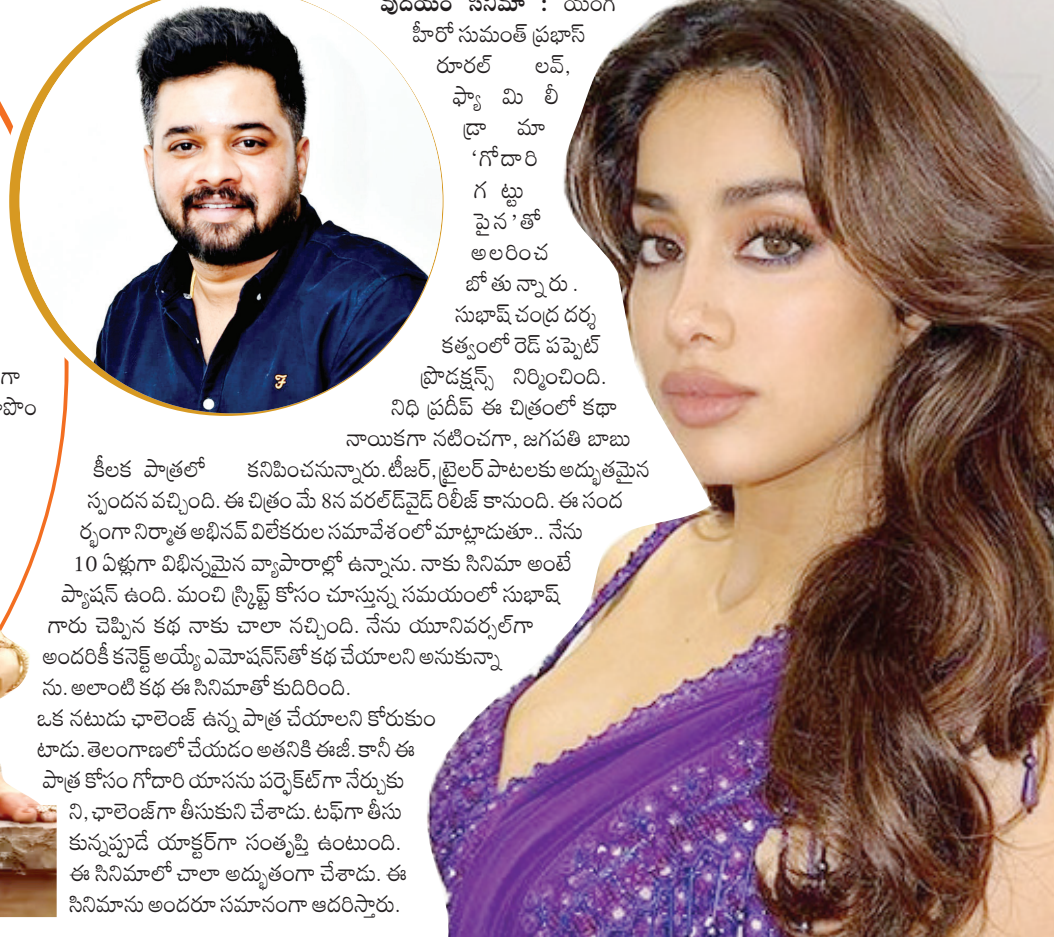 వుదయం సినిమా : యంగ్
హీరో సుమంత్ ప్రభాస్
రూరల్ లవ్,
ఫ్యా మి లీ
డ్రా మా
‘గోదారి
గ ట్టు
పైన’తో
అలరించ
బోతున్నారు.
సుభాష్ చంద్ర దర్శ
కత్వంలో రెడ్ పప్పెట్
ప్రొడక్షన్స్ నిర్మించింది.
నిధి ప్రదీప్ ఈ చిత్రంలో కథా
నాయికగా నటించగా, జగపతి బాబు
కీలక పాత్రలో కనిపించనున్నారు. టీజర్, ట్రైలర్ పాటలకు అద్భుతమైన
స్పందన వచ్చింది. ఈ చిత్రం మే 8న వరల్డ్‌వైడ్ రిలీజ్ కానుంది. ఈ సంద
ర్భంగా నిర్మాత అభినవ్ విలేకరుల సమావేశంలో మాట్లాడుతూ.. నేను
10 ఏళ్లుగా విభిన్నమైన వ్యాపారాల్లో ఉన్నాను. నాకు సినిమా అంటే
ప్యాషన్ ఉంది. మంచి స్క్రిప్ట్ కోసం చూస్తున్న సమయంలో సుభాష్
గారు చెప్పిన కథ నాకు చాలా నచ్చింది. నేను యూనివర్సల్‌గా
అందరికీ కనెక్ట్ అయ్యే ఎమోషన్స్‌తో కథ చేయాలని అనుకున్నా
ను. అలాంటి కథ ఈ సినిమాతో కుదిరింది.
ఒక నటుడు ఛాలెంజ్ ఉన్న పాత్ర చేయాలని కోరుకుం
టాడు. తెలంగాణలో చేయడం అతనికి ఈజీ. కానీ ఈ
పాత్ర కోసం గోదారి యాసను పర్ఫెక్ట్‌గా నేర్చుకు
ని, ఛాలెంజ్‌గా తీసుకుని చేశాడు. టఫ్‌గా తీసు
కున్నప్పుడే యాక్టర్‌గా సంతృప్తి ఉంటుంది.
ఈ సినిమాలో చాలా అద్భుతంగా చేశాడు. ఈ
సినిమాను అందరూ సమానంగా ఆదరిస్తారు.